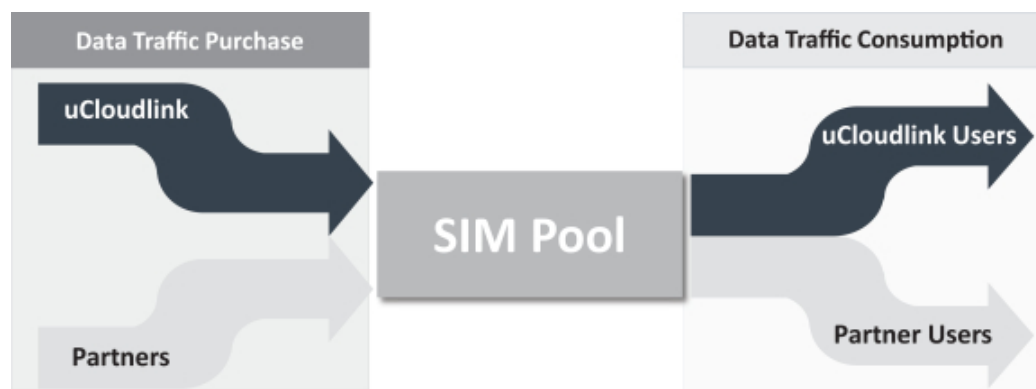 Data Traffic Purchase
Data Traffic Consumption
uCloudlink
uCloudlink Users
SIM Pool
Partners
Partner Users